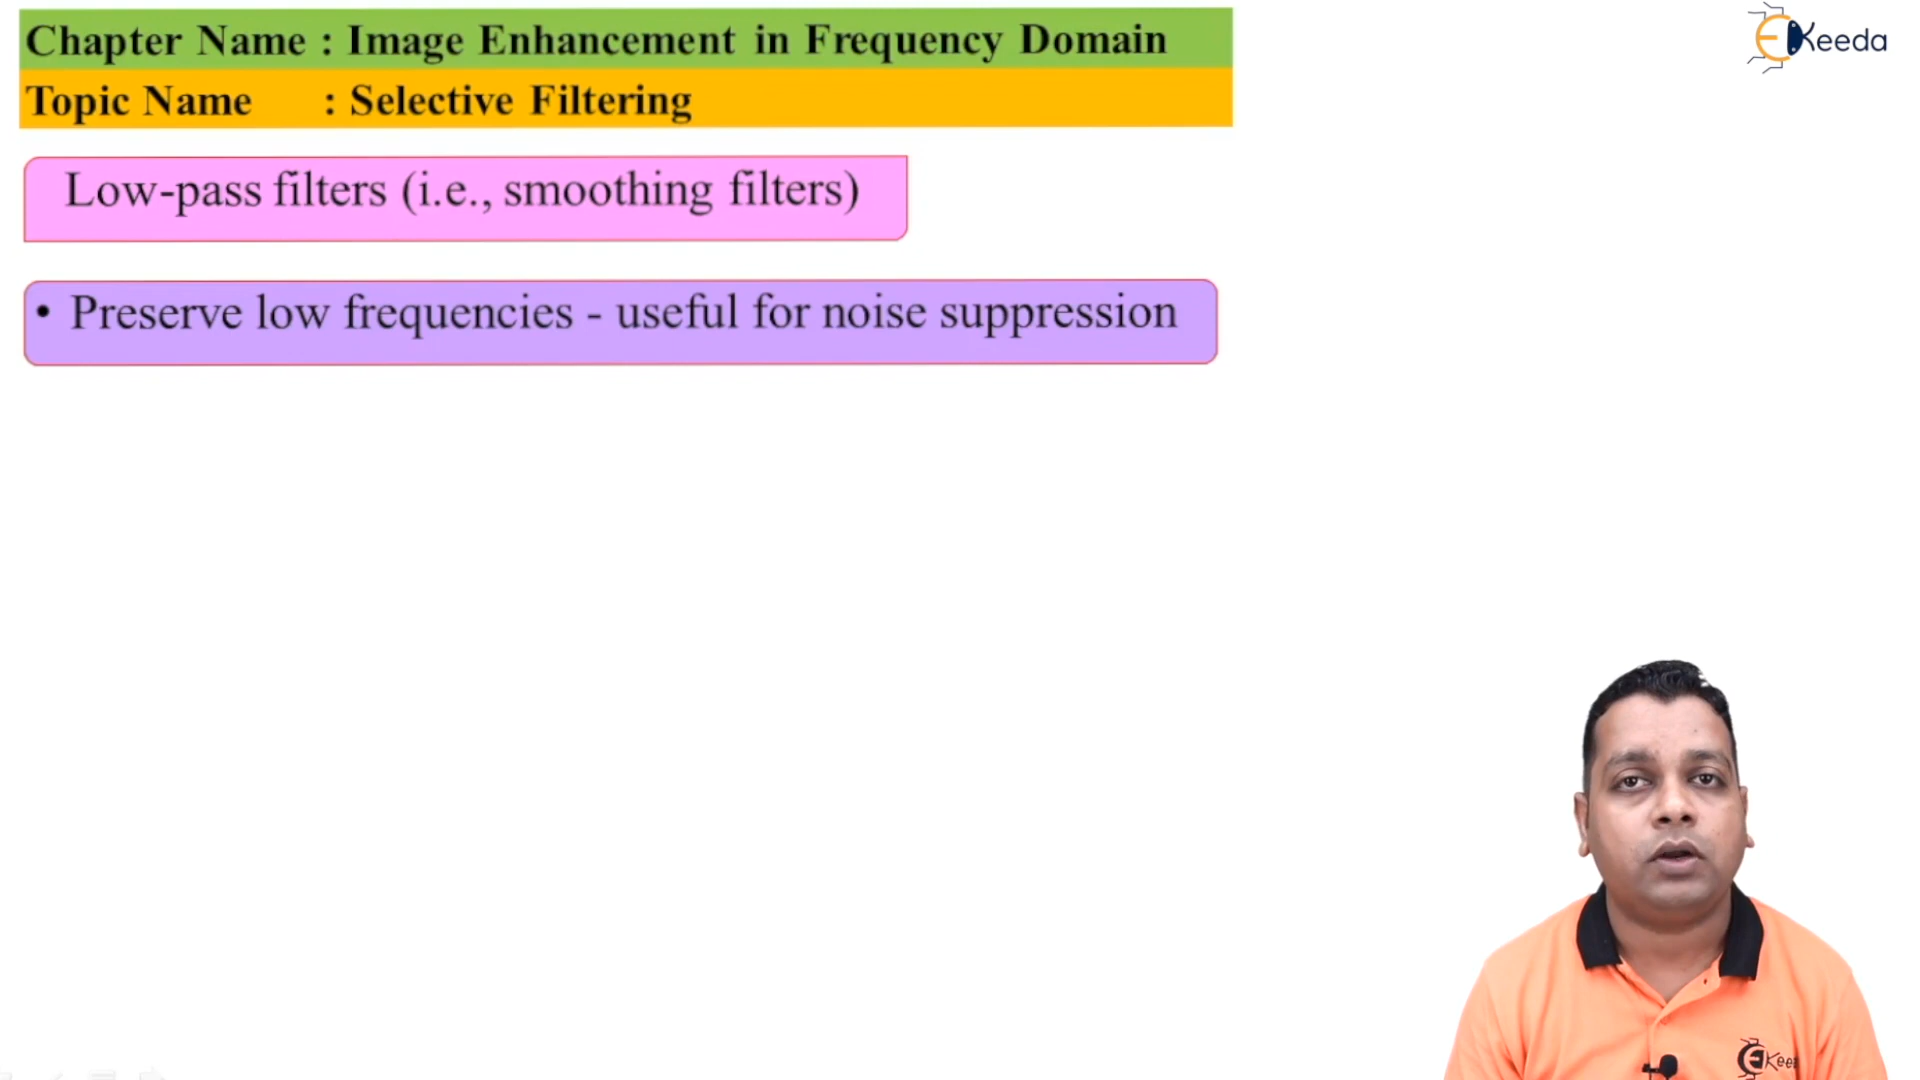 Chapter Name : Image Enhancement in Frequency Domain
Topic Name : Selective Filtering
EKeeda
Low-pass filters (i.e., smoothing filters)
• Preserve low frequencies - useful for noise suppression